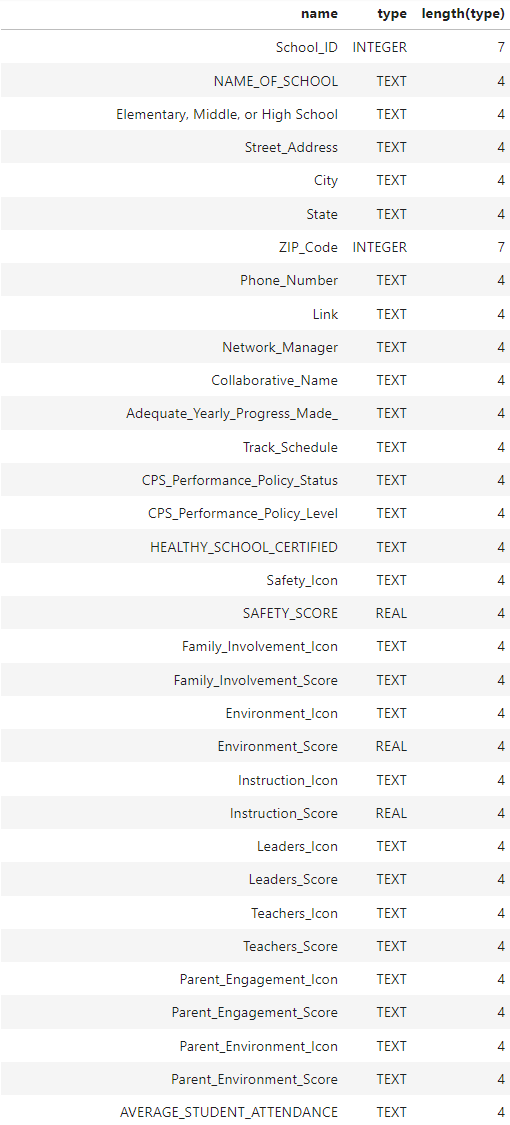 name type length(type)
School_ID INTEGER 7
NAME_OF_SCHOOL TEXT 4
Elementary, Middle, or High School TEXT 4
Street_Address TEXT 4
City TEXT 4
State TEXT 4
ZIP_Code INTEGER 7
Phone_Number TEXT 4
Link TEXT 4
Network_Manager TEXT 4
Collaborative_Name TEXT 4
Adequate_Yearly_Progress_Made_ TEXT 4
Track_Schedule TEXT 4
CPS_Performance_Policy_Status TEXT 4
CPS_Performance_Policy_Level TEXT 4
HEALTHY_SCHOOL_CERTIFIED TEXT 4
Safety_Icon TEXT 4
SAFETY_SCORE REAL 4
Family_Involvement_Icon TEXT 4
Family_Involvement_Score TEXT 4
Environment_Icon TEXT 4
Environment_Score REAL 4
Instruction_Icon TEXT 4
Instruction_Score REAL 4
Leaders_Icon TEXT 4
Leaders_Score TEXT 4
Teachers_Icon TEXT 4
Teachers_Score TEXT 4
Parent_Engagement_Icon TEXT 4
Parent_Engagement_Score TEXT 4
Parent_Environment_Icon TEXT 4
Parent_Environment_Score TEXT 4
AVERAGE_STUDENT_ATTENDANCE TEXT 4